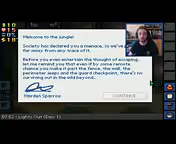 Welcome to the jungle!
Society has declared you a menace, so we've
far away from any trace of it.
Before you even entertain the thought of escaping,
let me remind you that even if by some remote
chance you make it past the fence, the wall, the
perimeter jeeps and the guard checkpoint, there's
no surviving out in the wild beyond...
Warden Sparrow
CONTINUE
07:52 - Lights Out (Day 1)